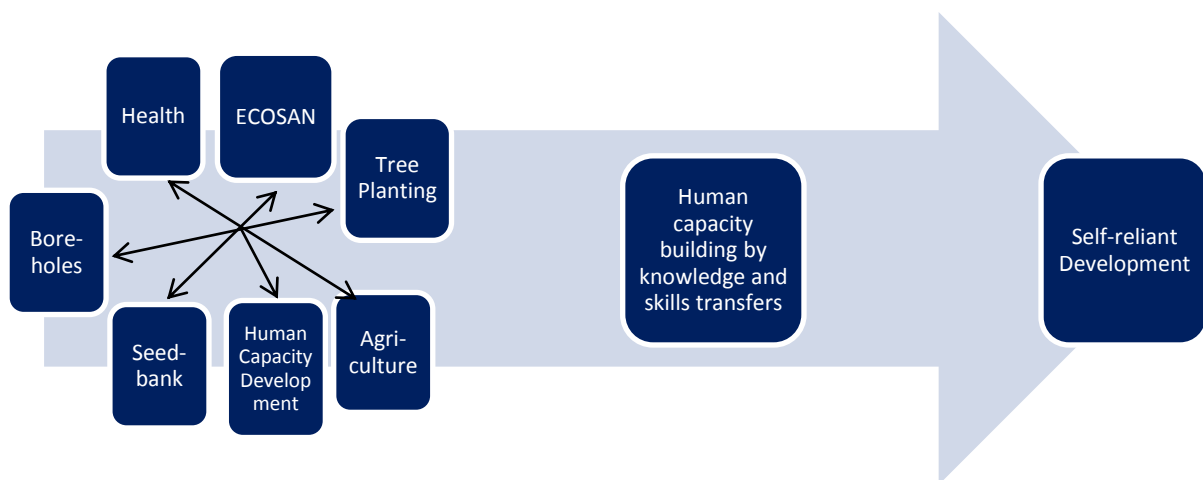 Health
ECOSAN
Tree
Planting
Bore-
holes
Seed-
bank
Human
Capacity
Develop
ment
Agri-
culture
Human
capacity
building by
knowledge and
skills transfers
Self-reliant
Development